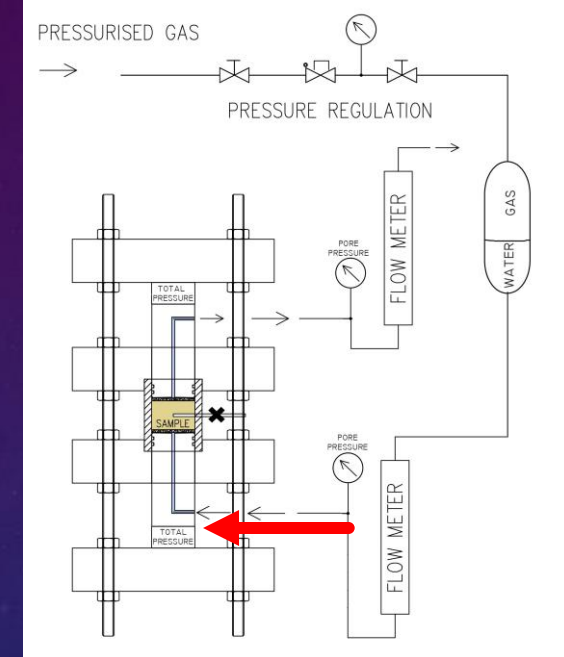 PRESSURISED GAS
PRESSURE REGULATION
GAS
WATER
FLOW METER
PORE
PRESSURE
TOTAL
PRESSURE
SAMPLE
PORE
PRESSURE
FLOW METER
TOTAL
PRESSURE